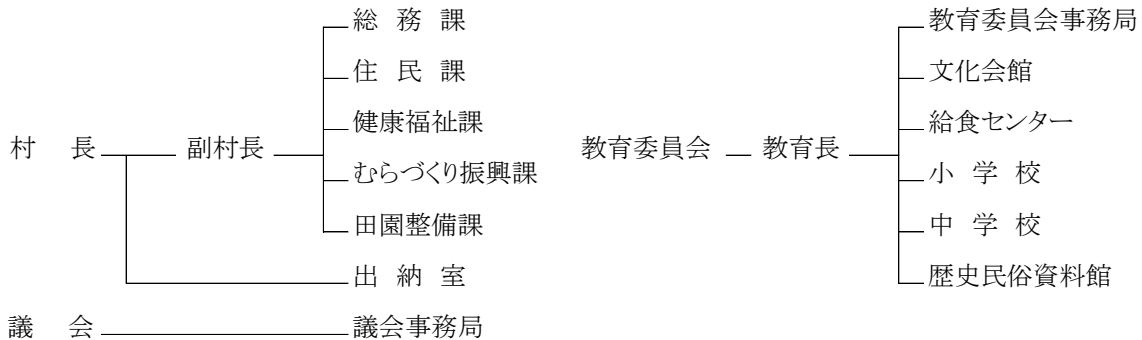 総務課
住民課
健康福祉課
村長 副村長
むらづくり振興課
田園整備課
出納室
議会 議会事務局
教育委員会事務局
文化会館
給食センター
教育委員会 教育長
小学校
中学校
歴史民俗資料館